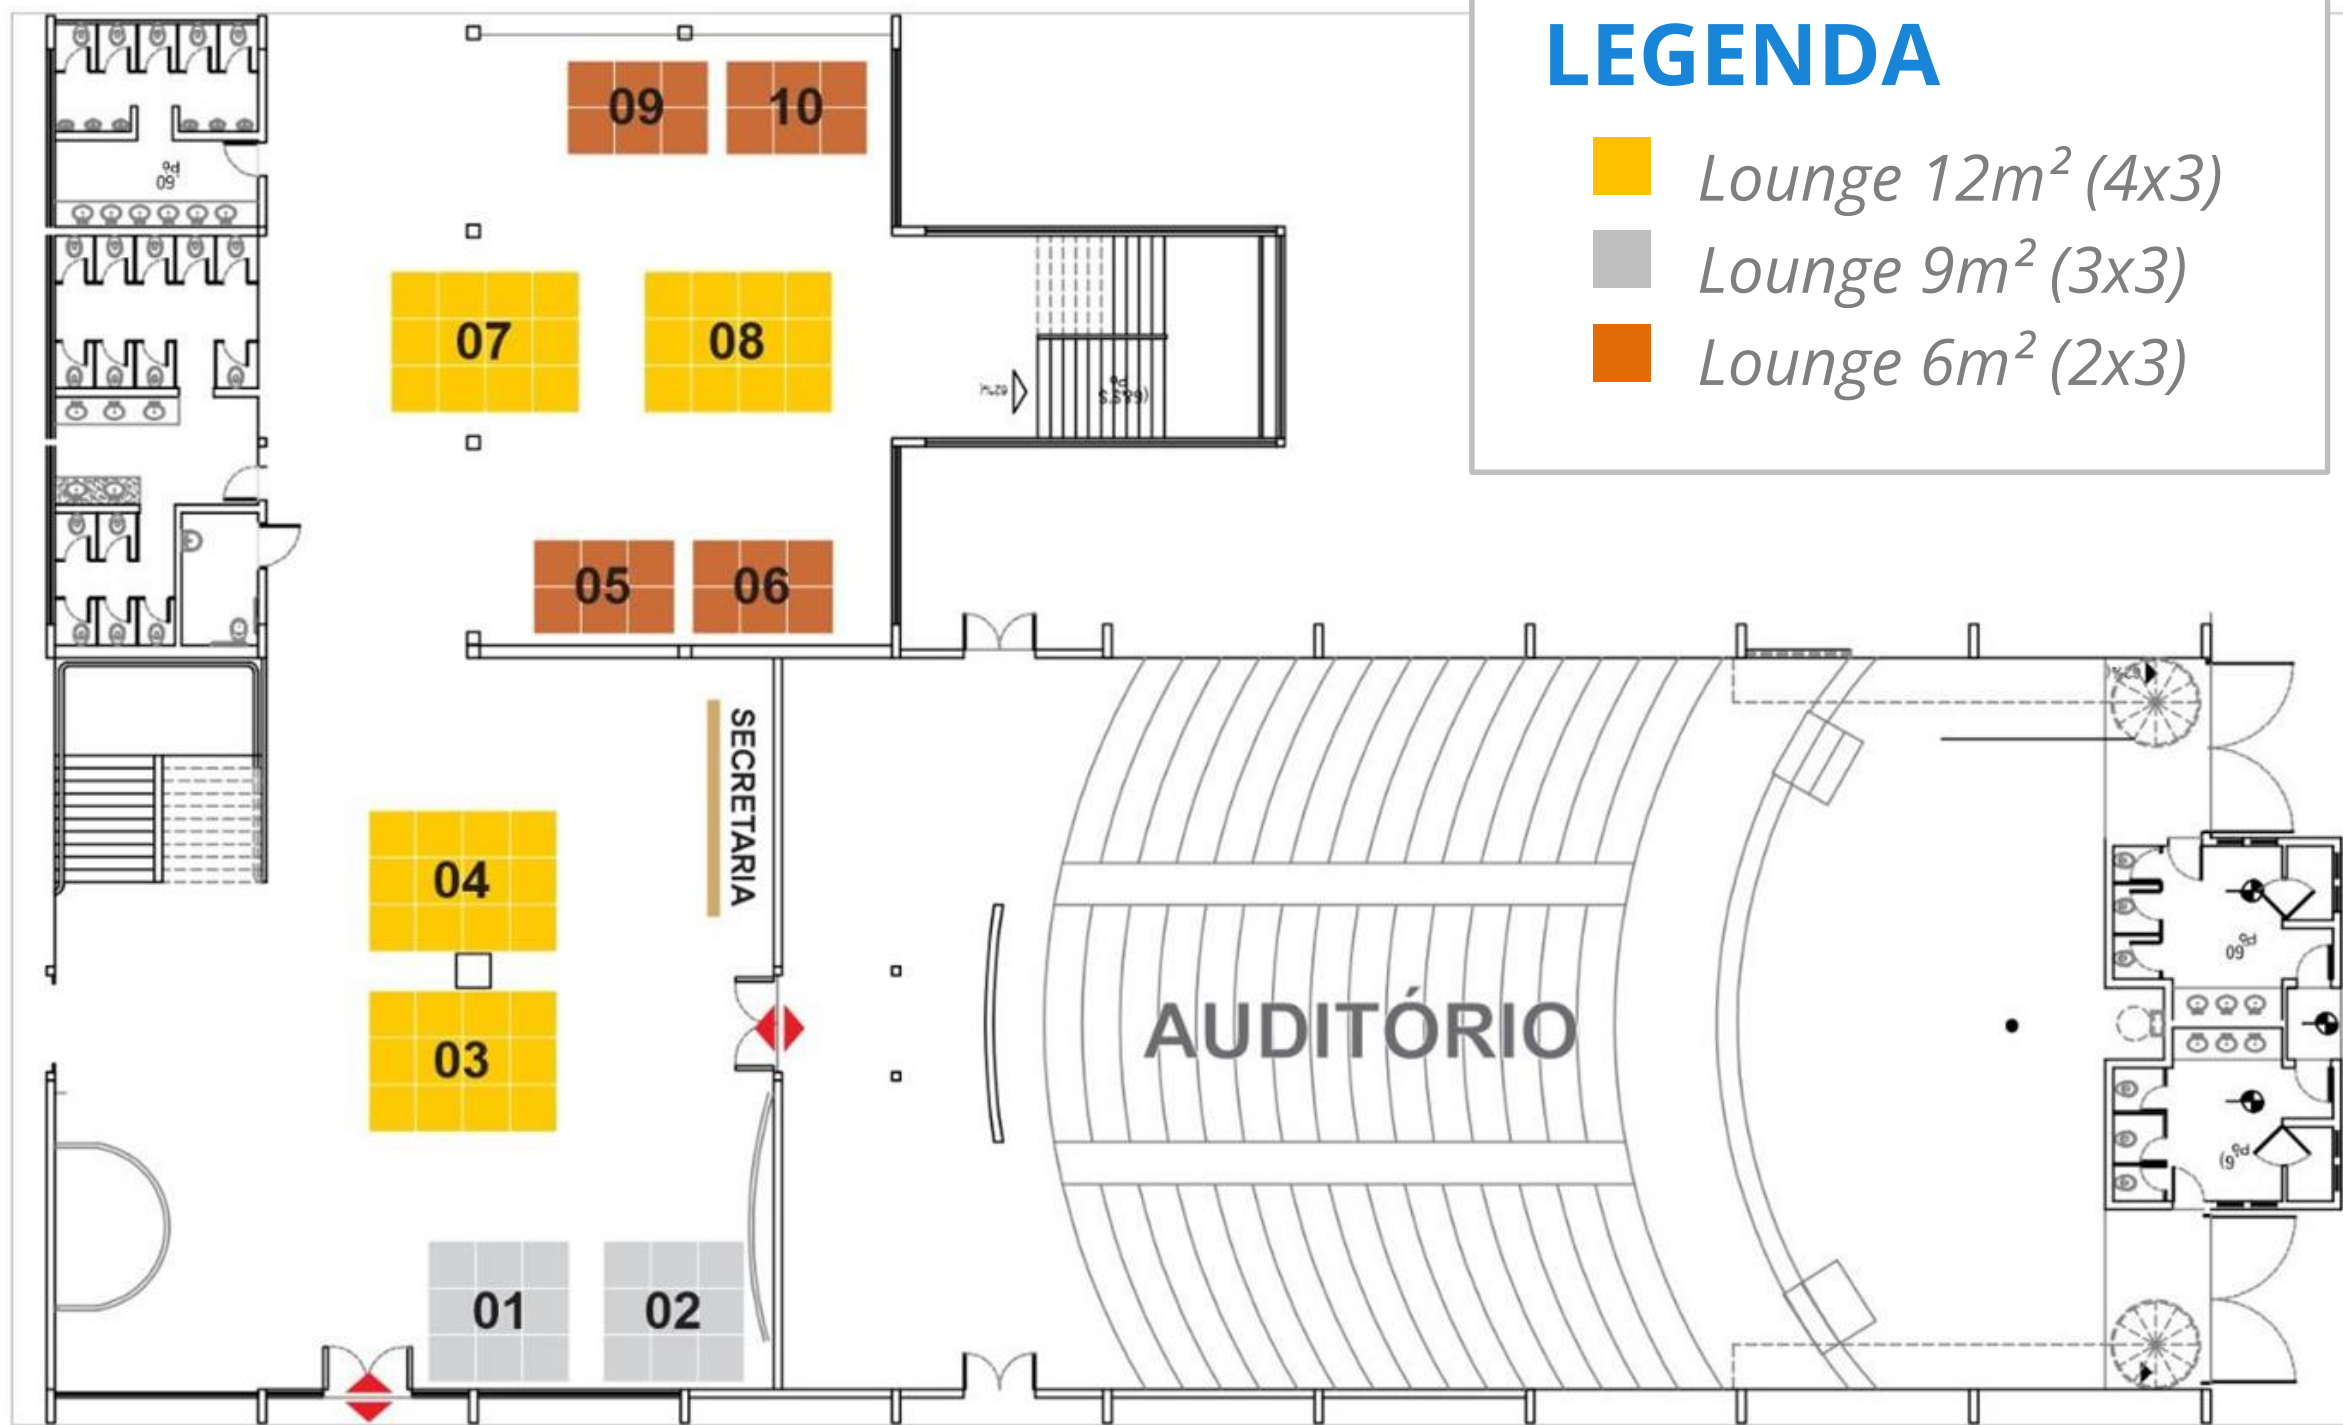 LEGENDA
Lounge 12m² (4x3)
Lounge 9m² (3x3)
Lounge 6m² (2x3)
09
10
07
08
05
06
SECRETARIA
04
03
AUDITÓRIO
01
02